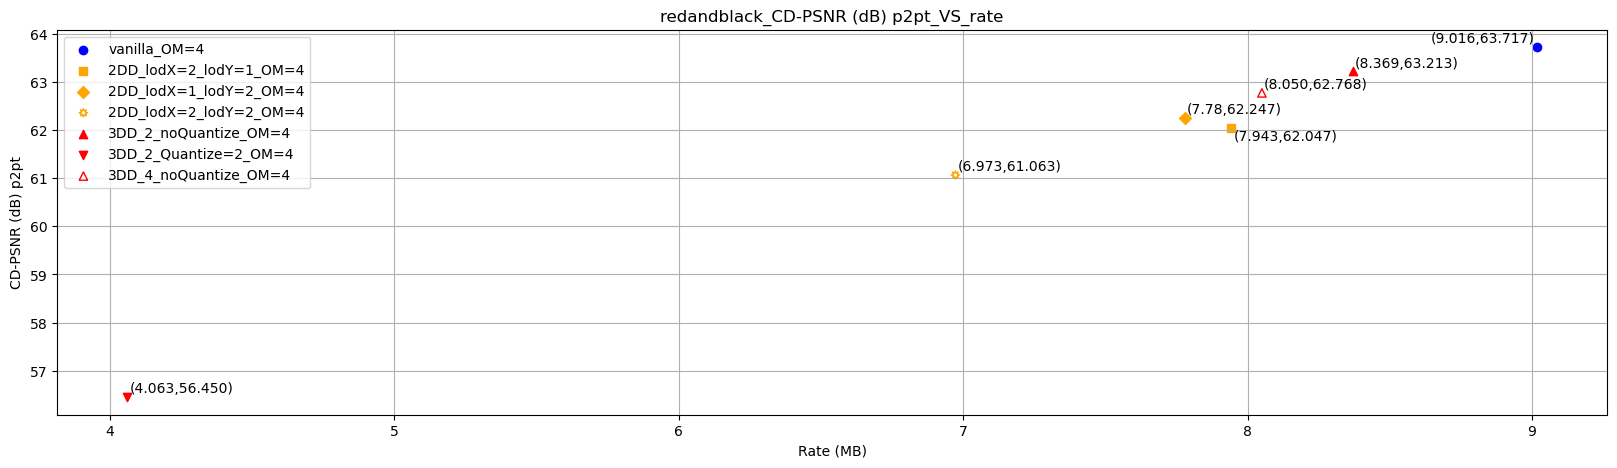 redandblack_CD-PSNR (dB) p2pt_VS_rate
CD-PSNR (dB) p2pt
64
63
62
61
60
59
58
57
vanilla_OM=4
2DD_lodX=2_lodY=1_OM=4
2DD_lodX=1_lodY=2_OM=4
2DD_lodX=2_lodY=2_OM=4
3DD_2_noQuantize_OM=4
3DD_2_Quantize=2_OM=4
3DD_4_noQuantize_OM=4
(9.016,63.717)
(8.369,63.213)
(8.050,62.768)
(7.78,62.247)
(7.943,62.047)
(6.973,61.063)
(4.063,56.450)
4
5
6
7
8
9
Rate (MB)